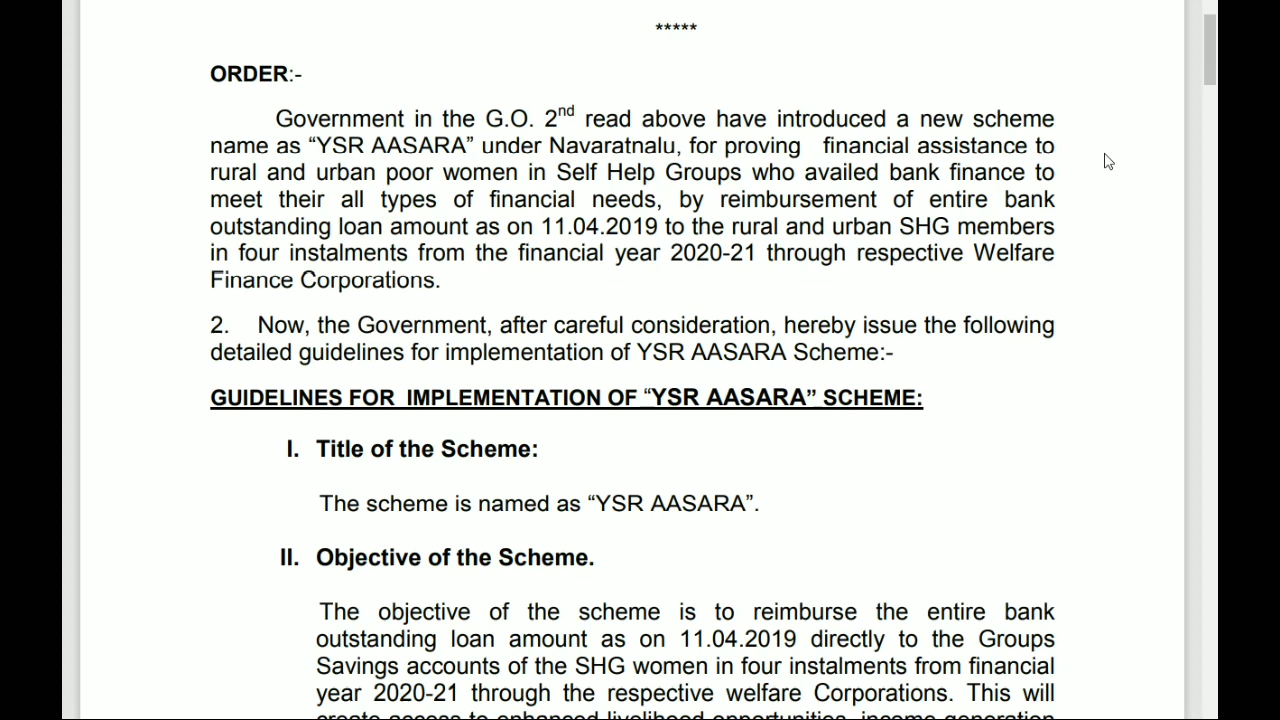 *****
ORDER:-
Government in the G.O. 2nd read above have introduced a new scheme
name as “YSR AASARA” under Navaratnalu, for proving financial assistance to
rural and urban poor women in Self Help Groups who availed bank finance to
meet their all types of financial needs, by reimbursement of entire bank
outstanding loan amount as on 11.04.2019 to the rural and urban SHG members
in four instalments from the financial year 2020-21 through respective Welfare
Finance Corporations.
2. Now, the Government, after careful consideration, hereby issue the following
detailed guidelines for implementation of YSR AASARA Scheme:-
GUIDELINES FOR IMPLEMENTATION OF “YSR AASARA” SCHEME:
I. Title of the Scheme:
The scheme is named as “YSR AASARA”.
II. Objective of the Scheme.
The objective of the scheme is to reimburse the entire bank
outstanding loan amount as on 11.04.2019 directly to the Groups
Savings accounts of the SHG women in four instalments from financial
year 2020-21 through the respective welfare Corporations. This will
create access to enhanced livelihood opportunities, income generation